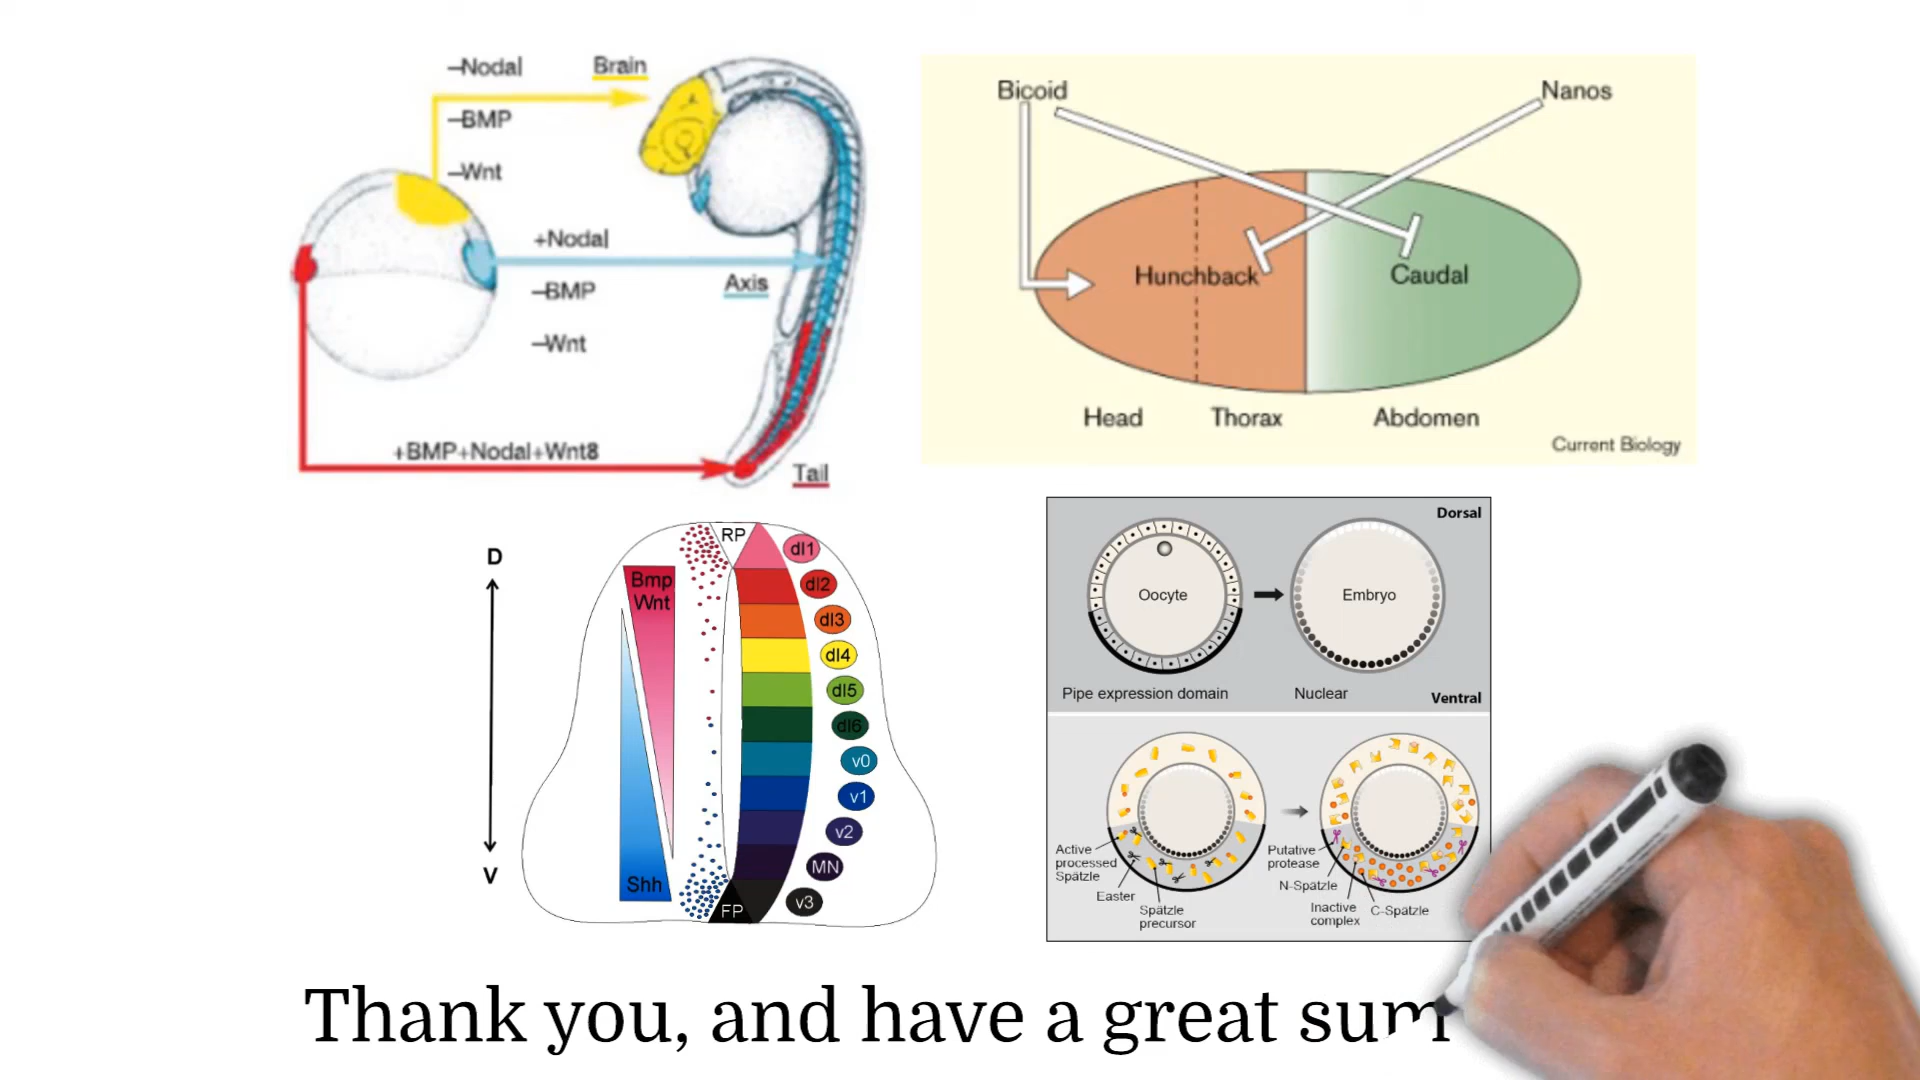 –Nodal
Brain
–BMP
–Wnt
+Nodal
Axis
–BMP
–Wnt
+BMP+Nodal+Wnt8
Tail
Bicoid
Nanos
Hunchback
Caudal
Head
Thorax
Abdomen
Current Biology
D
V
Bmp
Wnt
Shh
RP
FP
dI1
dI2
dI3
dI4
dI5
dI6
v0
v1
v2
MN
v3
Dorsal
Oocyte
Embryo
Pipe expression domain
Nuclear
Ventral
Active
processed
Spätzle
Easter
Spätzle
precursor
Putative
protease
N-Spätzle
Inactive
complex
C-Spätzle
Thank you, and have a great sum